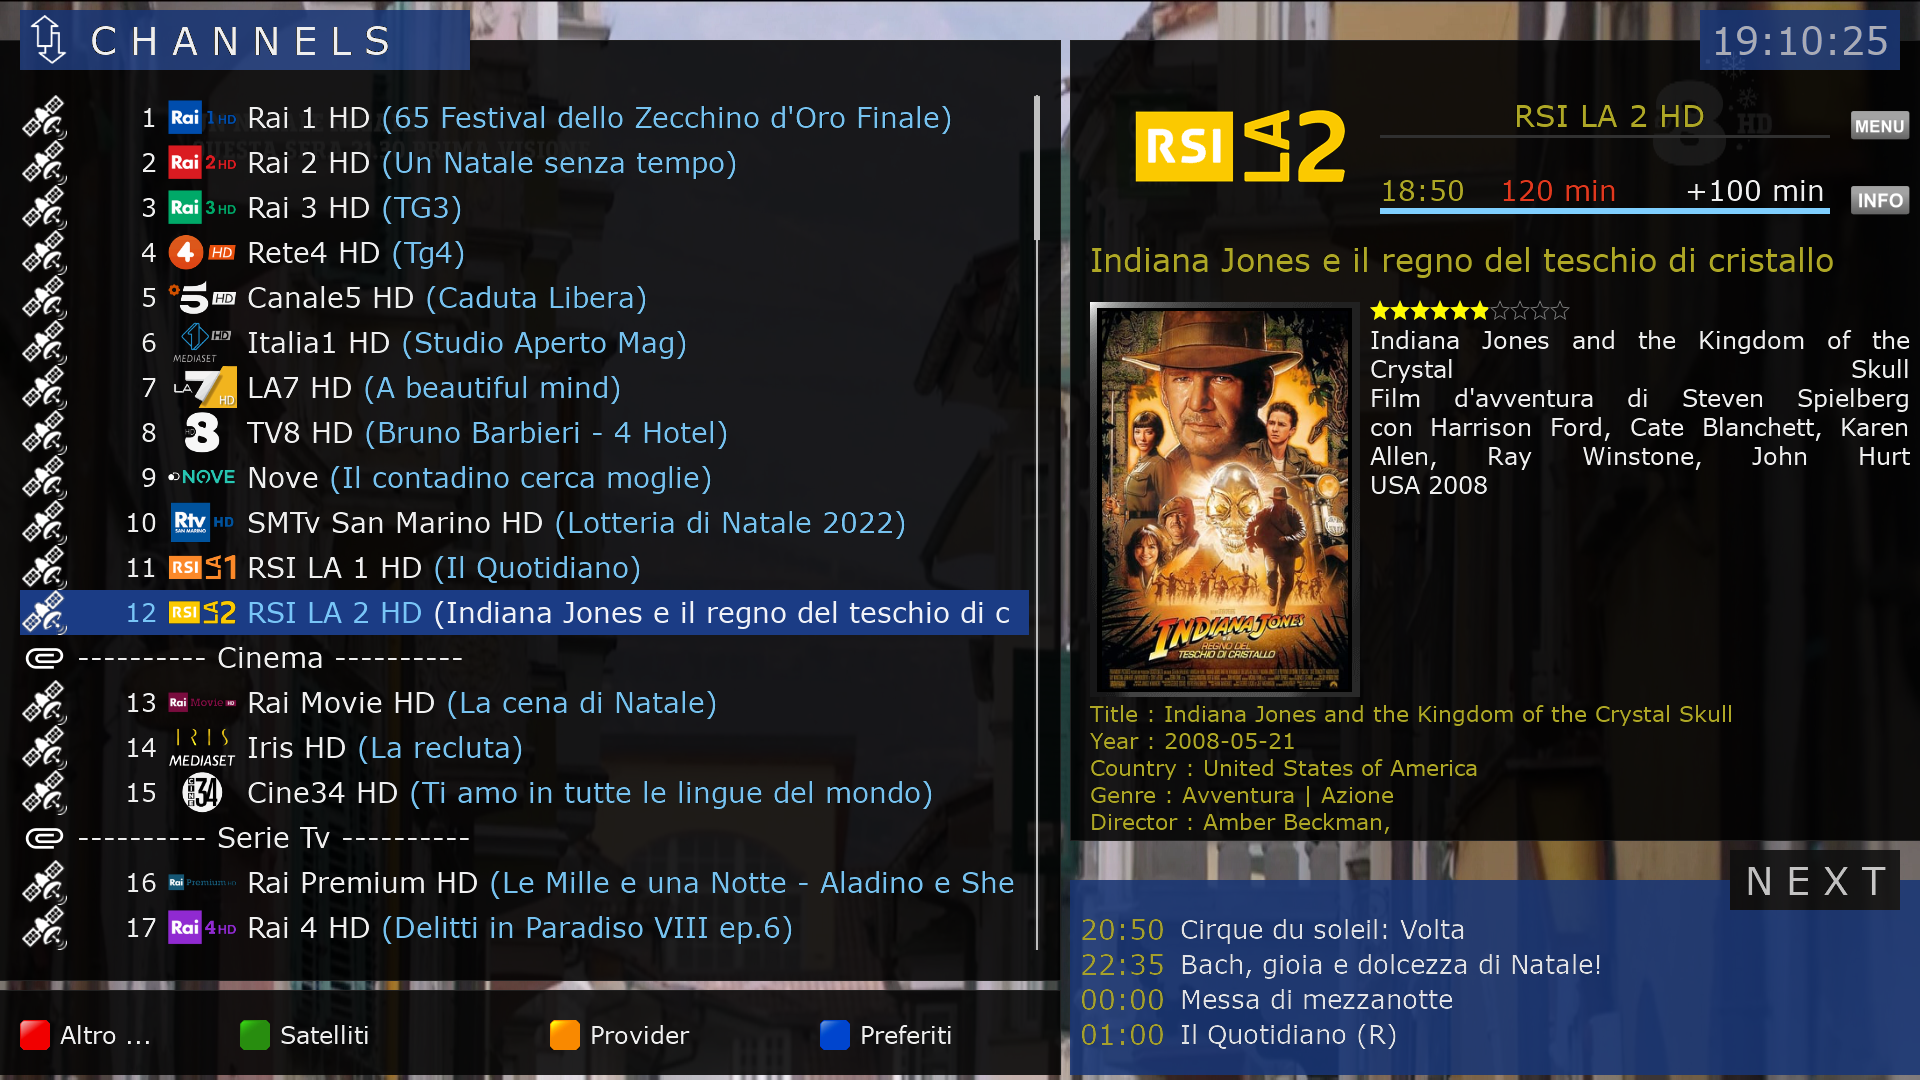 CHANNELS
1 Rai 1 HD Rai 1 HD (65 Festival dello Zecchino d'Oro Finale)
2 Rai 2 HD Rai 2 HD (Un Natale senza tempo)
3 Rai 3 HD Rai 3 HD (TG3)
4 4 HD Rete4 HD (Tg4)
5 5 HD Canale5 HD (Caduta Libera)
6 1 HD MEDIASET Italia1 HD (Studio Aperto Mag)
7 LA7 HD LA7 HD (A beautiful mind)
8 8 TV8 HD (Bruno Barbieri - 4 Hotel)
9 NOVE Nove (Il contadino cerca moglie)
10 Rtv SAN MARINO HD SMTv San Marino HD (Lotteria di Natale 2022)
11 RSI LA 1 RSI LA 1 HD (Il Quotidiano)
12 RSI LA 2 RSI LA 2 HD (Indiana Jones e il regno del teschio di c
---------- Cinema ----------
13 Rai Movie HD Rai Movie HD (La cena di Natale)
14 IRIS MEDIASET Iris HD (La recluta)
15 CINE 34 Cine34 HD (Ti amo in tutte le lingue del mondo)
---------- Serie Tv ----------
16 Rai Premium HD Rai Premium HD (Le Mille e una Notte - Aladino e She
17 Rai 4 HD Rai 4 HD (Delitti in Paradiso VIII ep.6)
Altro ...
Satelliti
Provider
Preferiti
19:10:25
RSI LA 2
RSI LA 2 HD
MENU
18:50 120 min +100 min
INFO
Indiana Jones e il regno del teschio di cristallo
Indiana Jones and the Kingdom of the
Crystal Skull
Film d'avventura di Steven Spielberg
con Harrison Ford, Cate Blanchett, Karen
Allen, Ray Winstone, John Hurt
USA 2008
INDIANA JONES
REGNO DEL
TESCHIO DI CRISTALLO
Title : Indiana Jones and the Kingdom of the Crystal Skull
Year : 2008-05-21
Country : United States of America
Genre : Avventura | Azione
Director : Amber Beckman,
NEXT
20:50 Cirque du soleil: Volta
22:35 Bach, gioia e dolcezza di Natale!
00:00 Messa di mezzanotte
01:00 Il Quotidiano (R)